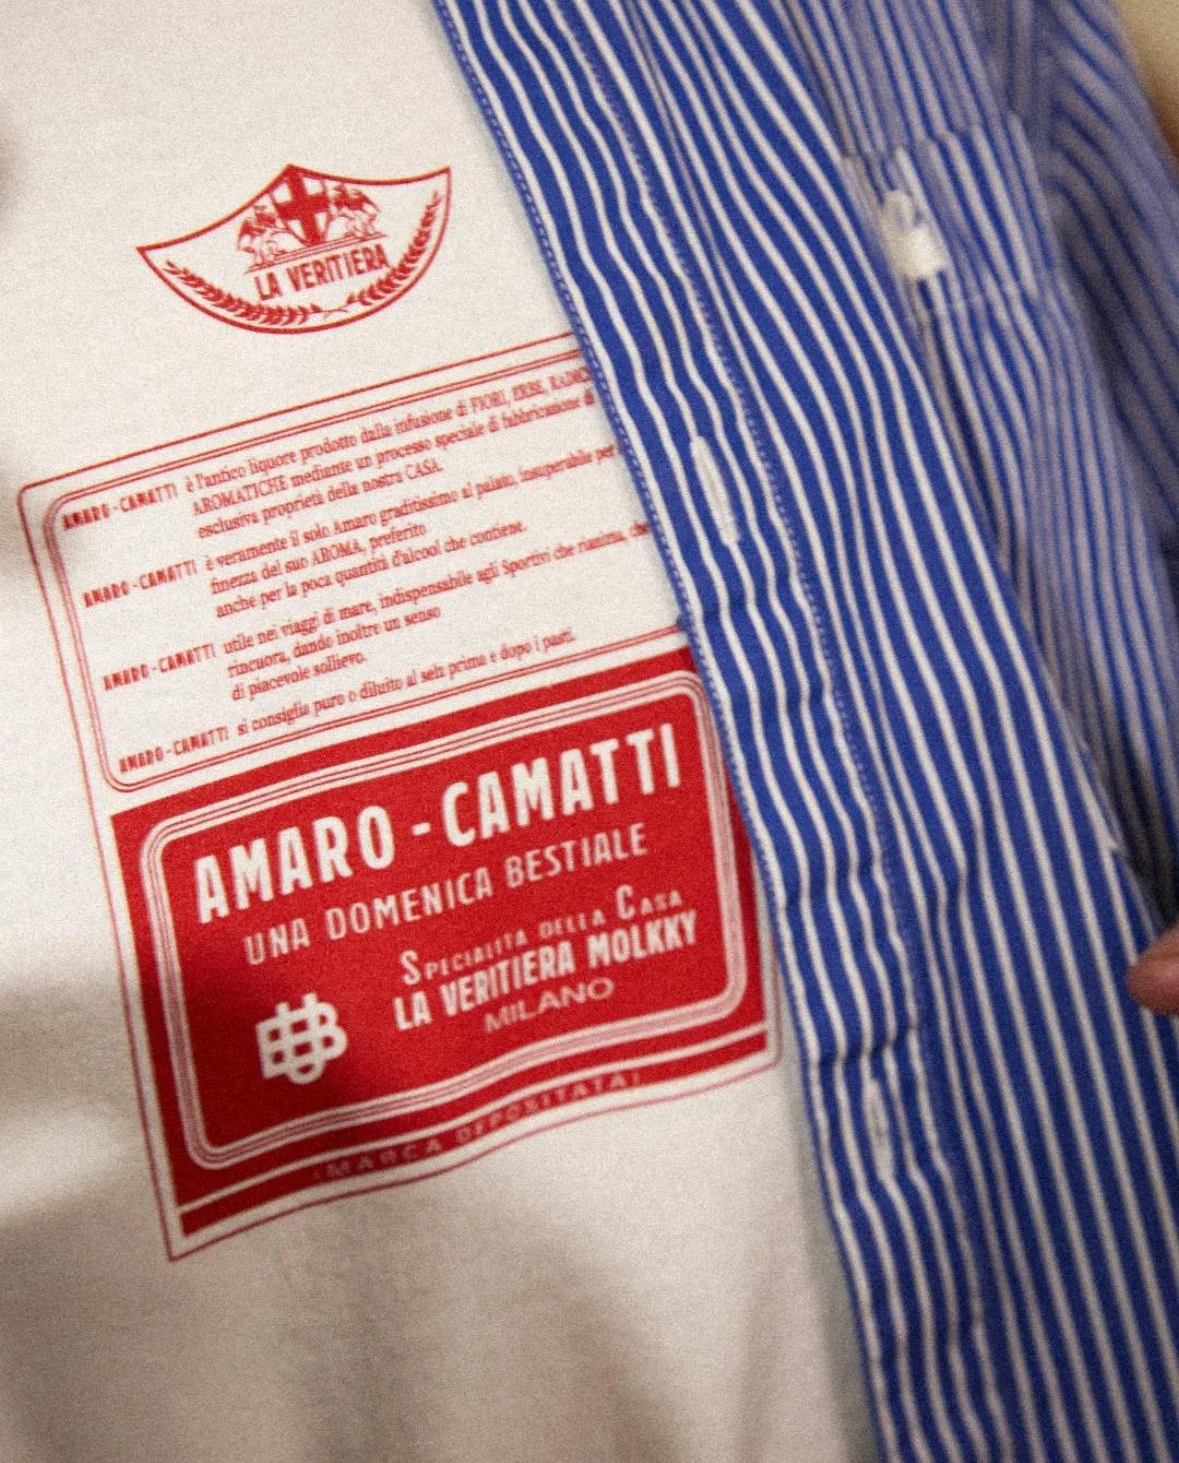 LA VERITIERA
AMARO-CAMATTI è l'antico liquore prodotto dalla infusione di FIORI, ERBE, RADICI
AROMATICHE mediante un processo speciale di fabbricazione di
esclusiva proprietà della nostra CASA.
AMARO-CAMATTI è veramente il solo Amaro graditissimo al palato, insuperabile per
finezza del suo AROMA, preferito
anche per la poca quantità d'alcool che contiene.
AMARO-CAMATTI utile nei viaggi di mare, indispensabile agli Sportivi che rianima, che
rincuora, dando inoltre un senso
di piacevole sollievo.
AMARO-CAMATTI si consiglia puro o diluito al selz prima e dopo i pasti.
AMARO-CAMATTI
UNA DOMENICA BESTIALE
SPECIALITA DELLA CASA
LA VERITIERA MOLKKY
MILANO
(MARCA DEPOSITATA)